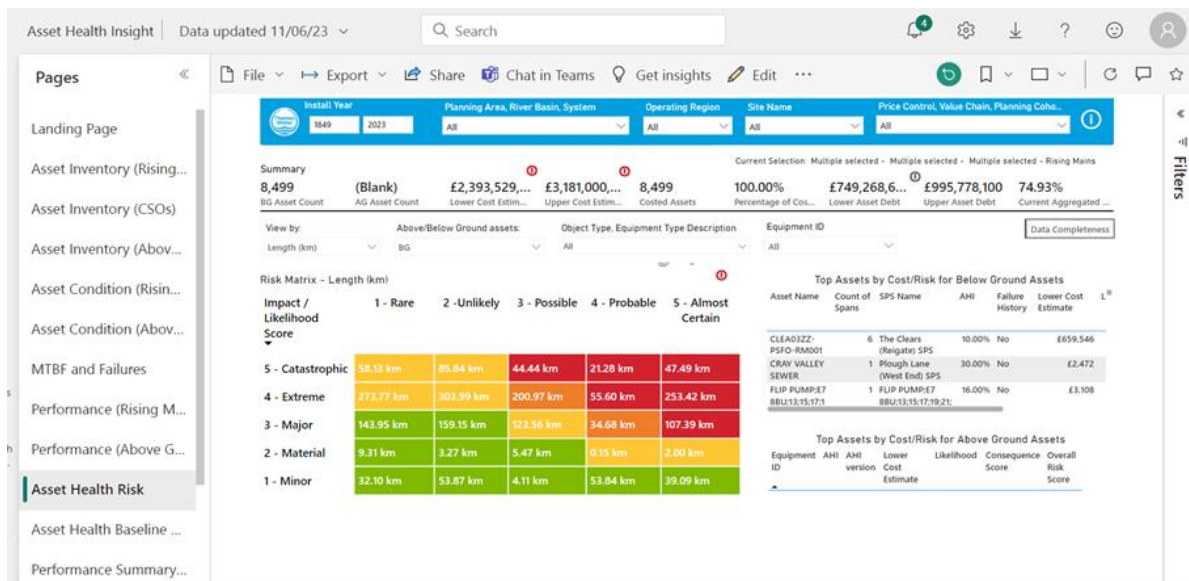 Asset Health Insight Data updated 11/06/23 Search 4
Pages File Export Share Chat in Teams Get insights Edit
Landing Page
Asset Inventory (Rising...
Asset Inventory (CSOs)
Asset Inventory (Abov...
Asset Condition (Risin...
Asset Condition (Abov...
MTBF and Failures
Performance (Rising M...
Performance (Above G...
Asset Health Risk
Asset Health Baseline ...
Performance Summary...
Install Year Planning Area, River Basin, System Operating Region Site Name Price Control, Value Chain, Planning Coho...
1849 2023 All All All All
Current Selection: Multiple selected - Multiple selected - Multiple selected - Rising Mains
Summary
8,499 (Blank) £2,393,529,... £3,181,000,... 8,499 100.00% £749,268,6... £995,778,100 74.93%
BG Asset Count AG Asset Count Lower Cost Estim... Upper Cost Estim... Costed Assets Percentage of Cos... Lower Asset Debt Upper Asset Debt Current Aggregated ...
View by: Above/Below Ground assets: Object Type, Equipment Type Description Equipment ID Data Completeness
Length (km) BG All All
Risk Matrix - Length (km)
Impact / Likelihood Score 1 - Rare 2 -Unlikely 3 - Possible 4 - Probable 5 - Almost Certain
5 - Catastrophic 58.13 km 85.84 km 44.44 km 21.28 km 47.49 km
4 - Extreme 273.77 km 303.99 km 200.97 km 55.60 km 253.42 km
3 - Major 143.95 km 159.15 km 123.56 km 34.68 km 107.39 km
2 - Material 9.31 km 3.27 km 5.47 km 0.15 km 2.00 km
1 - Minor 32.10 km 53.87 km 4.11 km 53.84 km 39.09 km
Top Assets by Cost/Risk for Below Ground Assets
Asset Name Count of Spans SPS Name AHI Failure History Lower Cost Estimate L
CLEA03ZZ-PSFO-RM001 6 The Clears (Reigate) SPS 10.00% No £659,546
CRAY VALLEY SEWER 1 Plough Lane (West End) SPS 30.00% No £2,472
FLIP PUMP:E7 BBU:13;15;17;1 1 FLIP PUMP:E7 BBU:13;15;17;19;21; 16.00% No £3,108
Top Assets by Cost/Risk for Above Ground Assets
Equipment ID AHI AHI version Lower Cost Estimate Likelihood Consequence Score Overall Risk Score
Filters